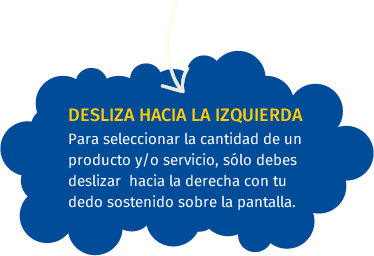 DESLIZA HACIA LA IZQUIERDA
Para seleccionar la cantidad de un
producto y/o servicio, sólo debes
deslizar  hacia la derecha con tu
dedo sostenido sobre la pantalla.